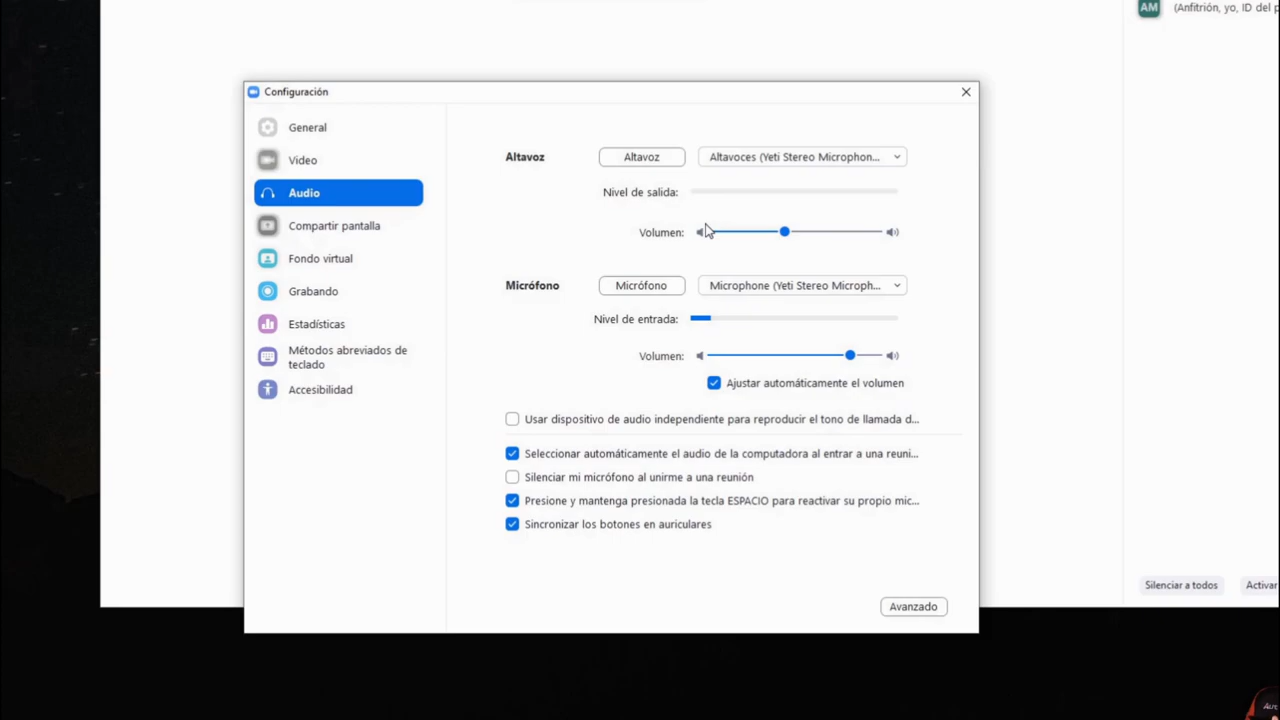 AM (Anfitrión, yo, ID del p
Configuración
General
Video
Audio
Compartir pantalla
Fondo virtual
Grabando
Estadísticas
Métodos abreviados de
teclado
Accesibilidad
Altavoz Altavoz Altavoces (Yeti Stereo Microphon...
Nivel de salida:
Volumen:
Micrófono Micrófono Microphone (Yeti Stereo Microph...
Nivel de entrada:
Volumen:
Ajustar automáticamente el volumen
Usar dispositivo de audio independiente para reproducir el tono de llamada d...
Seleccionar automáticamente el audio de la computadora al entrar a una reuni...
Silenciar mi micrófono al unirme a una reunión
Presione y mantenga presionada la tecla ESPACIO para reactivar su propio mic...
Sincronizar los botones en auriculares
Avanzado
Silenciar a todos Activar